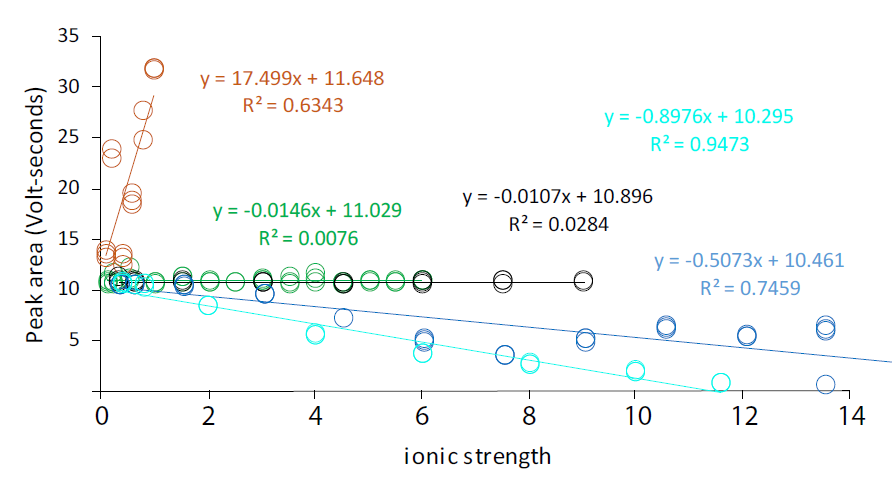 35
30
25
20
15
10
5
Peak area (Volt-seconds)
y = 17.499x + 11.648
R² = 0.6343
y = -0.8976x + 10.295
R² = 0.9473
y = -0.0146x + 11.029
R² = 0.0076
y = -0.0107x + 10.896
R² = 0.0284
y = -0.5073x + 10.461
R² = 0.7459
0 2 4 6 8 10 12 14
ionic strength